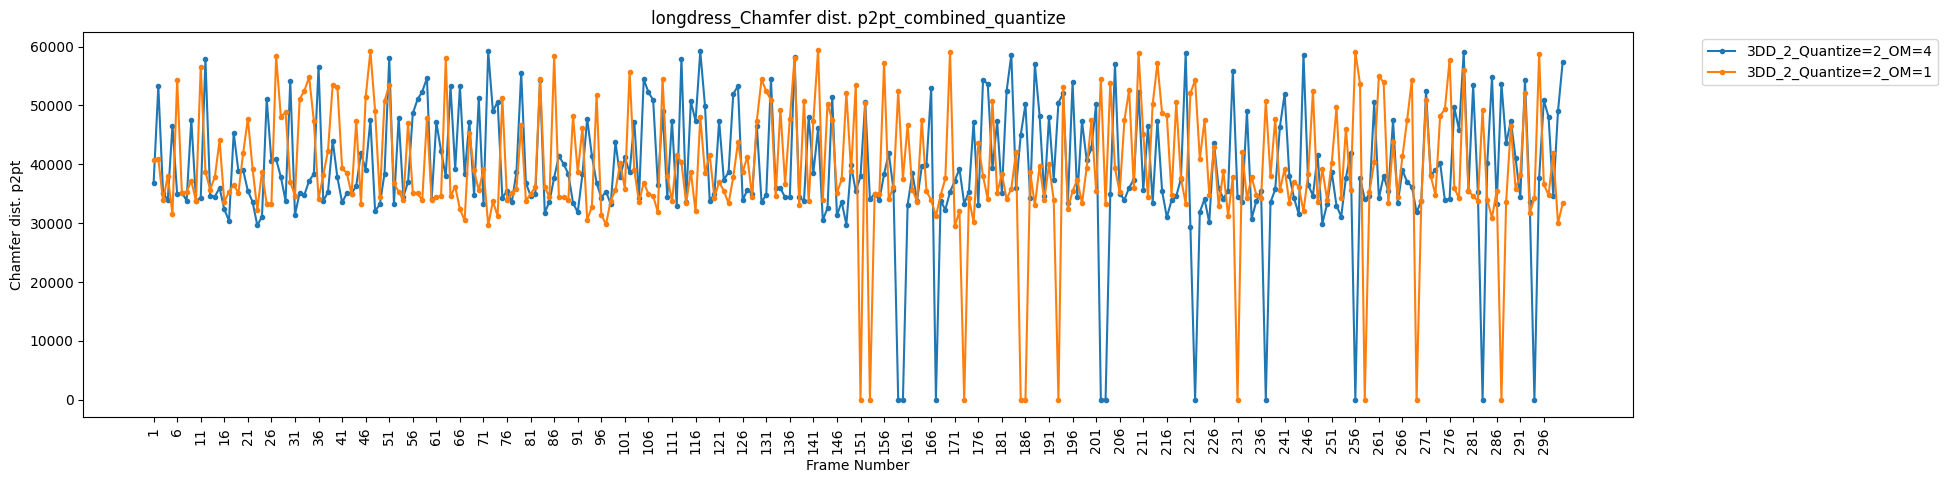 longdress_Chamfer dist. p2pt_combined_quantize
3DD_2_Quantize=2_OM=4
3DD_2_Quantize=2_OM=1
Chamfer dist. p2pt
60000
50000
40000
30000
20000
10000
0
1 6 11 16 21 26 31 36 41 46 51 56 61 66 71 76 81 86 91 96 101 106 111 116 121 126 131 136 141 146 151 156 161 166 171 176 181 186 191 196 201 206 211 216 221 226 231 236 241 246 251 256 261 266 271 276 281 286 291 296
Frame Number